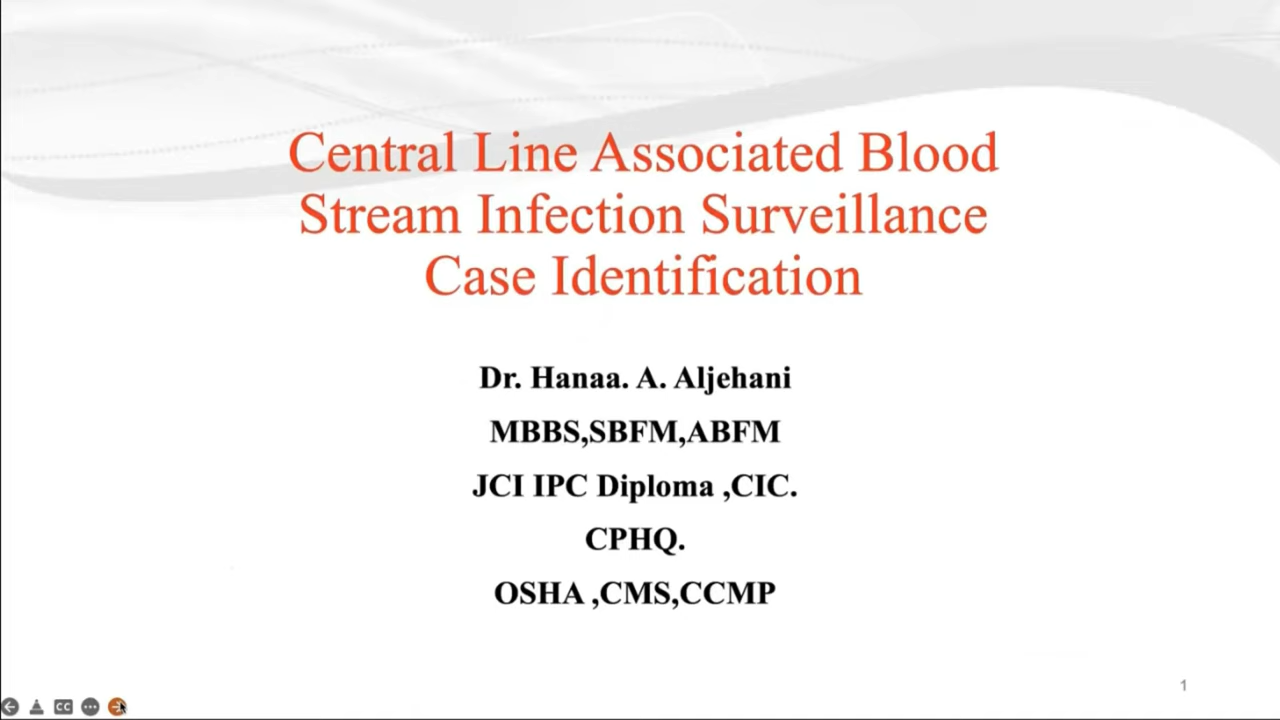 Central Line Associated Blood
Stream Infection Surveillance
Case Identification
Dr. Hanaa. A. Aljehani
MBBS,SBFM,ABFM
JCI IPC Diploma ,CIC.
CPHQ.
OSHA ,CMS,CCMP
1
CC